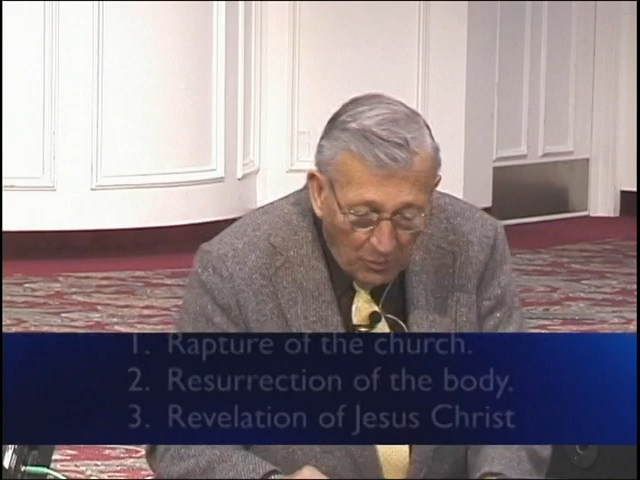 1. Rapture of the church.
2. Resurrection of the body.
3. Revelation of Jesus Christ